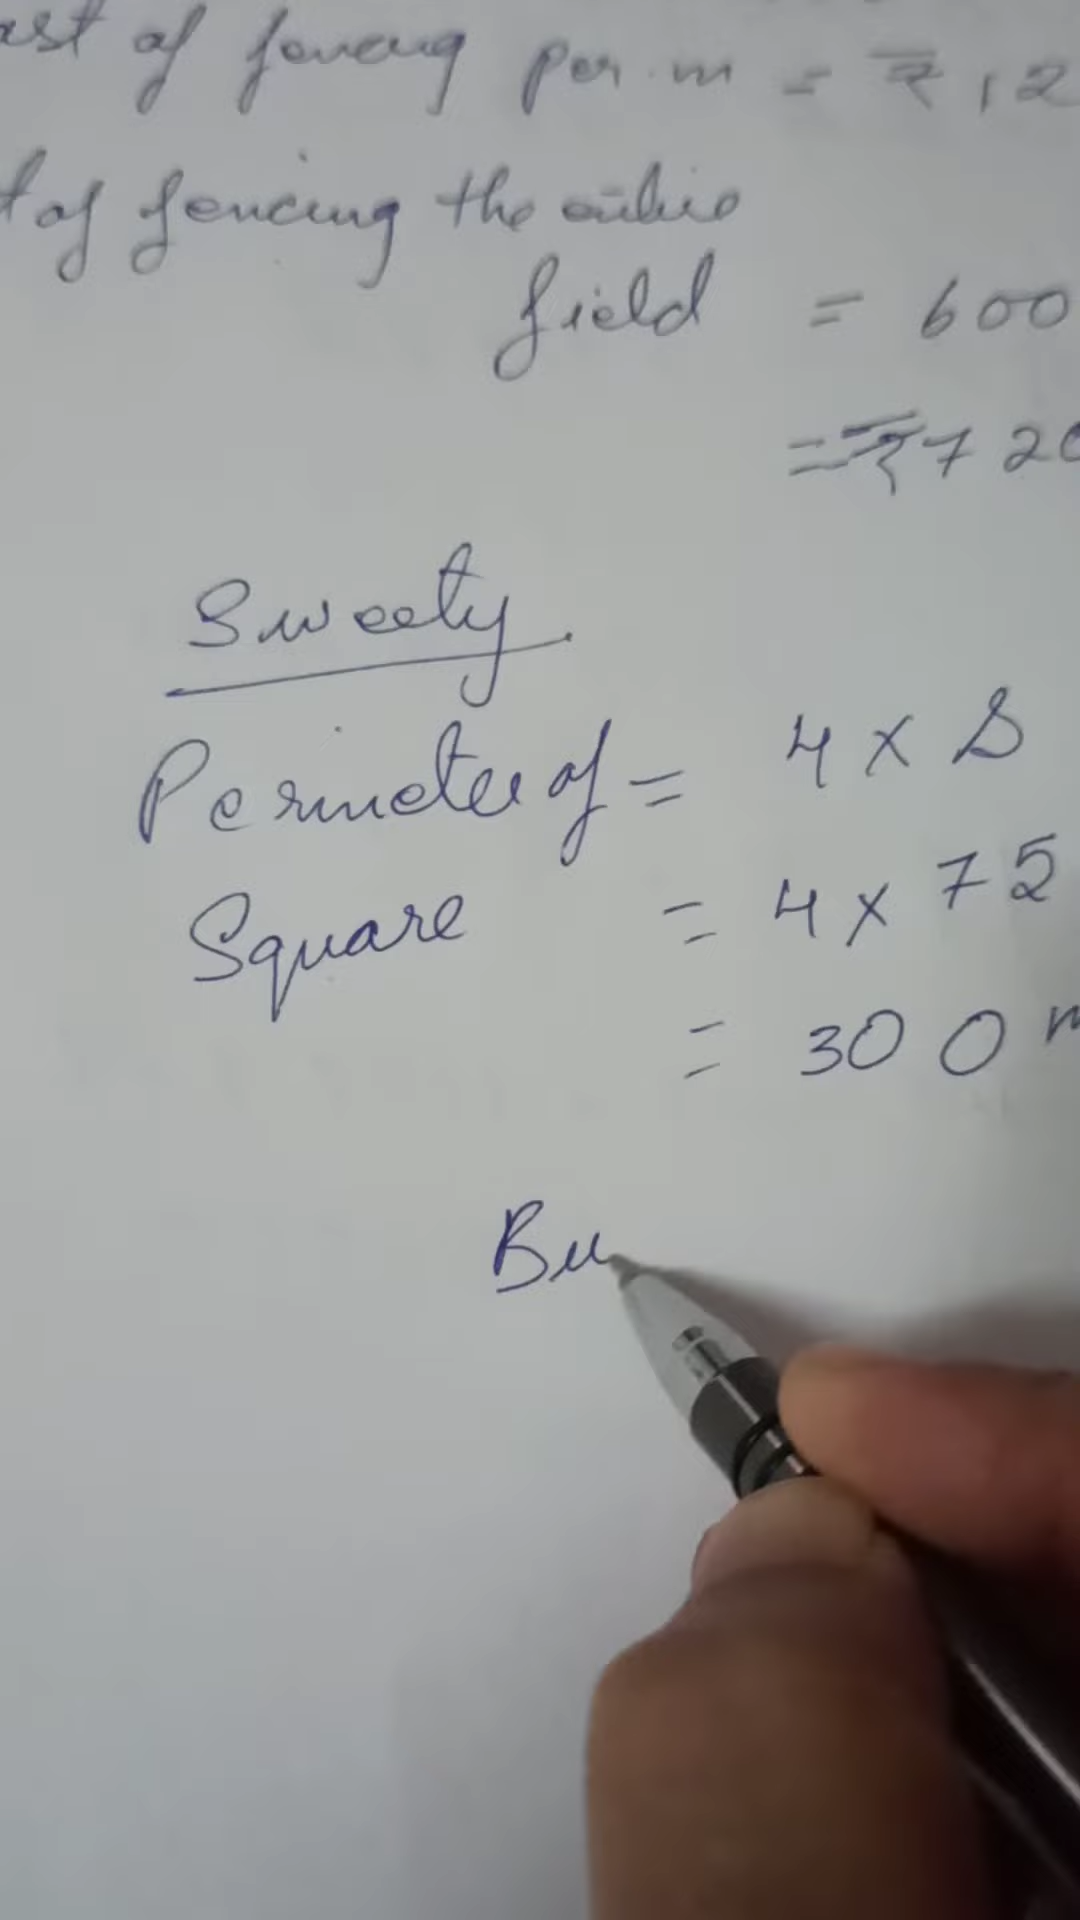 of fencing per m = ₹12
of fencing the entire
field = 600
= ₹720
Sweety
Perimeter of = 4 × S
Square = 4 × 75
= 300 m
Bu